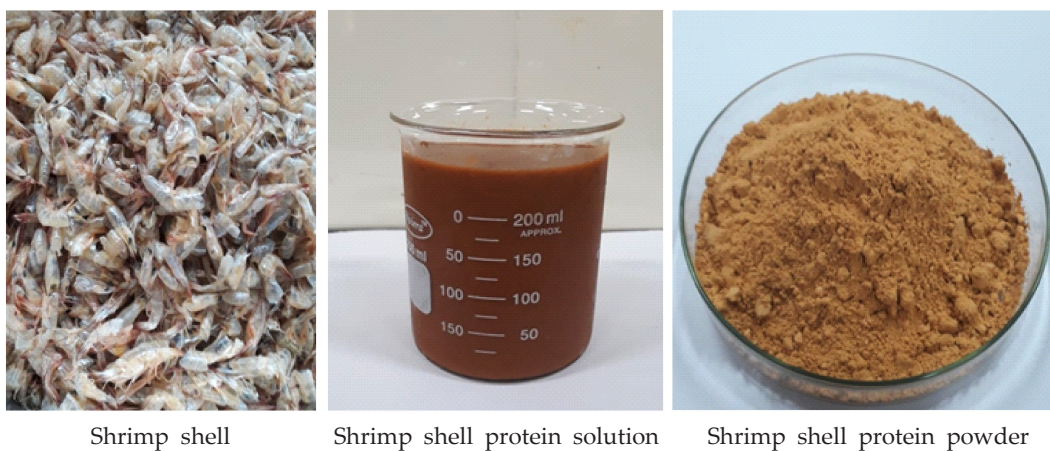 0 200 ml
APPROX.
50 150
100 100
150 50
ml
Shrimp shell
Shrimp shell protein solution
Shrimp shell protein powder